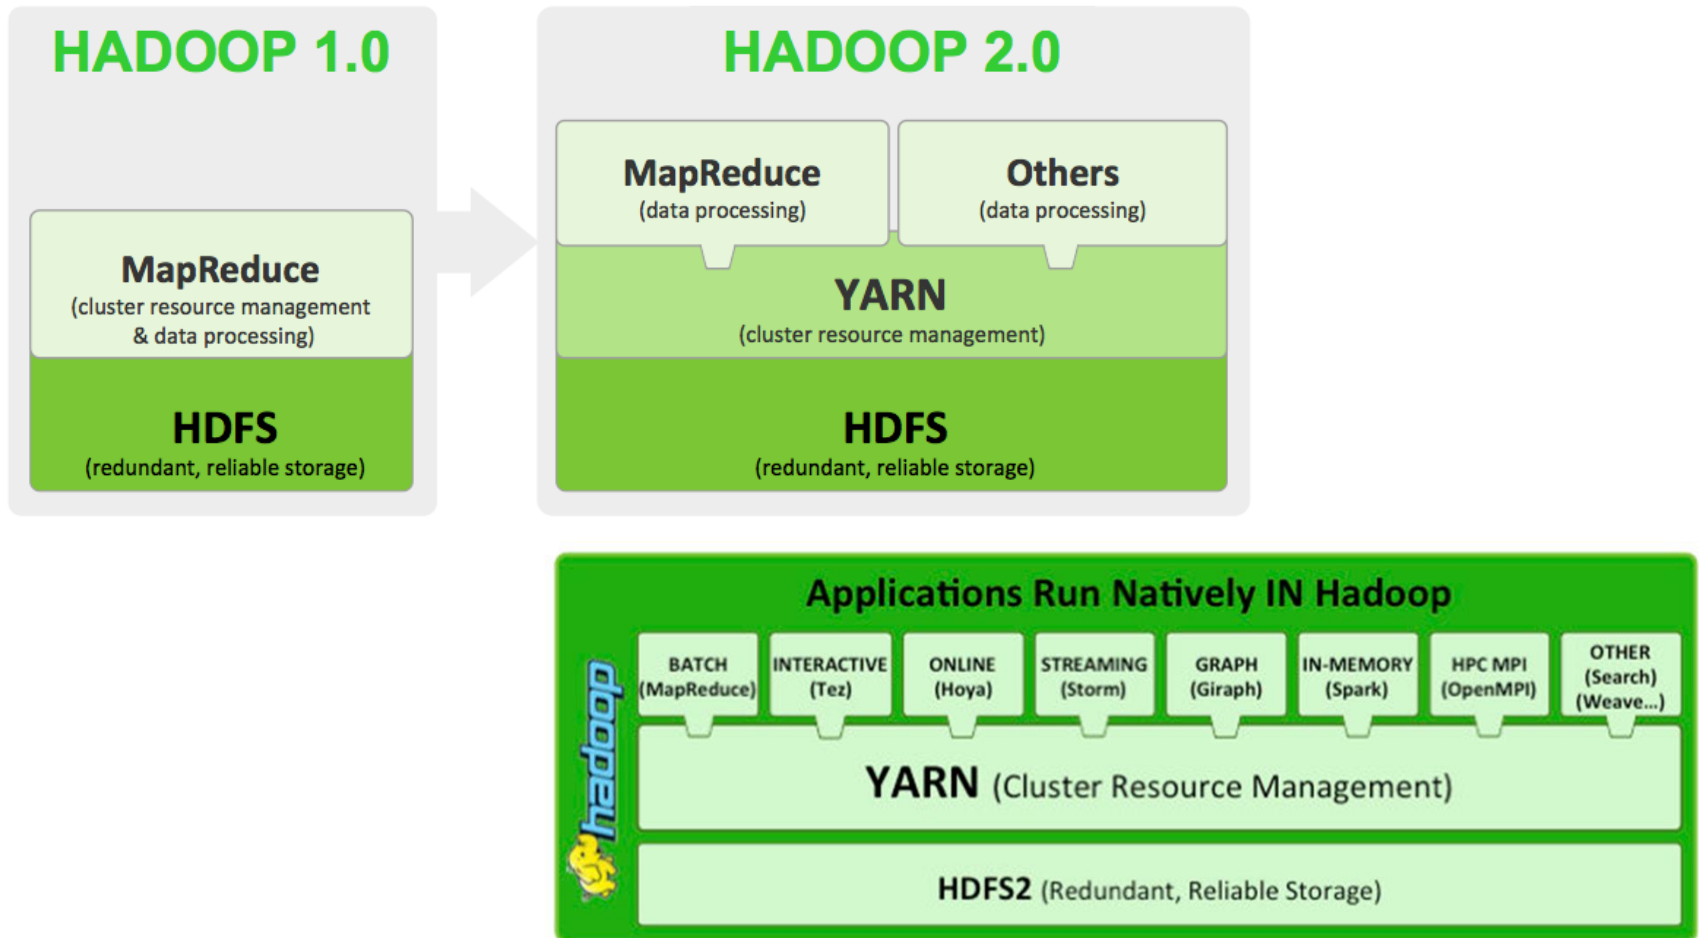 HADOOP 1.0
MapReduce
(cluster resource management
& data processing)
HDFS
(redundant, reliable storage)
HADOOP 2.0
MapReduce
(data processing)
Others
(data processing)
YARN
(cluster resource management)
HDFS
(redundant, reliable storage)
Applications Run Natively IN Hadoop
hadoop
BATCH
(MapReduce)
INTERACTIVE
(Tez)
ONLINE
(Hoya)
STREAMING
(Storm)
GRAPH
(Giraph)
IN-MEMORY
(Spark)
HPC MPI
(OpenMPI)
OTHER
(Search)
(Weave...)
YARN (Cluster Resource Management)
HDFS2 (Redundant, Reliable Storage)